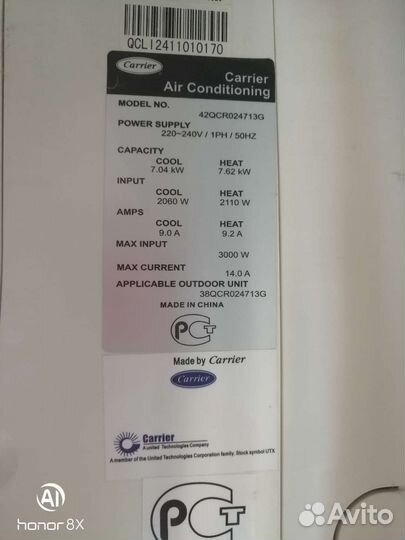 QCLI2411010170
Carrier
Carrier
Air Conditioning
MODEL NO.
42QCR024713G
POWER SUPPLY
220~240V / 1PH / 50HZ
CAPACITY
COOL HEAT
7.04 kW 7.62 kW
INPUT
COOL HEAT
2060 W 2110 W
AMPS
COOL HEAT
9.0 A 9.2 A
MAX INPUT
3000 W
MAX CURRENT
14.0 A
APPLICABLE OUTDOOR UNIT
38QCR024713G
MADE IN CHINA
PCT
Made by Carrier
Carrier
Carrier
A United Technologies Company
A member of the United Technologies Corporation family. Stock symbol UTX
PCT
AI
honor 8X
Avito